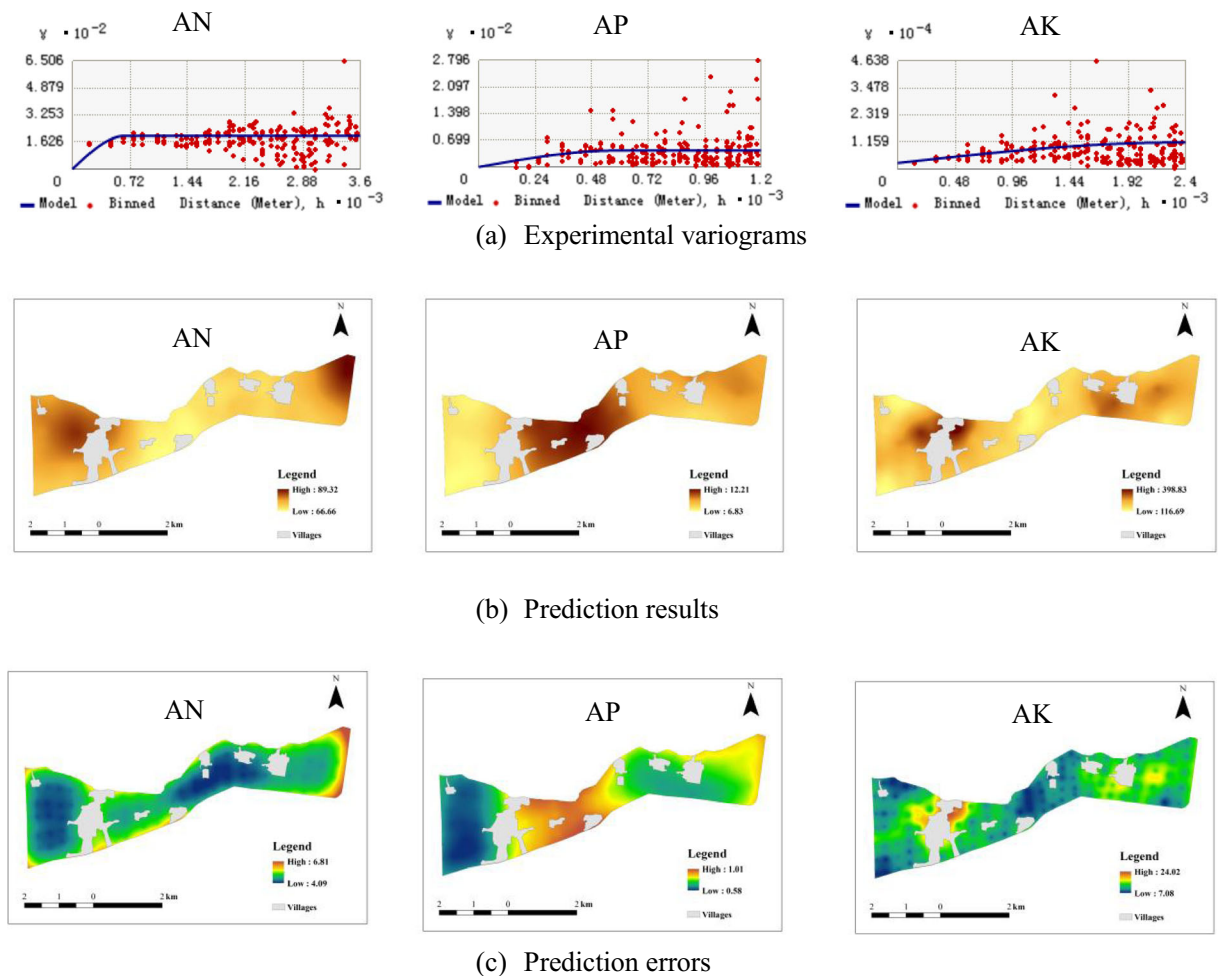 AN
AP
AK
γ · 10⁻²
6.506
4.879
3.253
1.626
0 0.72 1.44 2.16 2.88 3.6
Model Binned Distance (Meter), h · 10⁻³
γ · 10⁻²
2.796
2.097
1.398
0.699
0 0.24 0.48 0.72 0.96 1.2
Model Binned Distance (Meter), h · 10⁻³
γ · 10⁻⁴
4.638
3.478
2.319
1.159
0 0.48 0.96 1.44 1.92 2.4
Model Binned Distance (Meter), h · 10⁻³
(a) Experimental variograms
AN
N
Legend
High : 89.32
Low : 66.66
Villages
2 1 0 2 km
AP
N
Legend
High : 12.21
Low : 6.83
Villages
2 1 0 2 km
AK
N
Legend
High : 398.83
Low : 116.69
Villages
2 1 0 2 km
(b) Prediction results
AN
N
Legend
High : 6.81
Low : 4.09
Villages
2 1 0 2 km
AP
N
Legend
High : 1.01
Low : 0.58
Villages
2 1 0 2 km
AK
N
Legend
High : 24.02
Low : 7.08
Villages
2 1 0 2 km
(c) Prediction errors